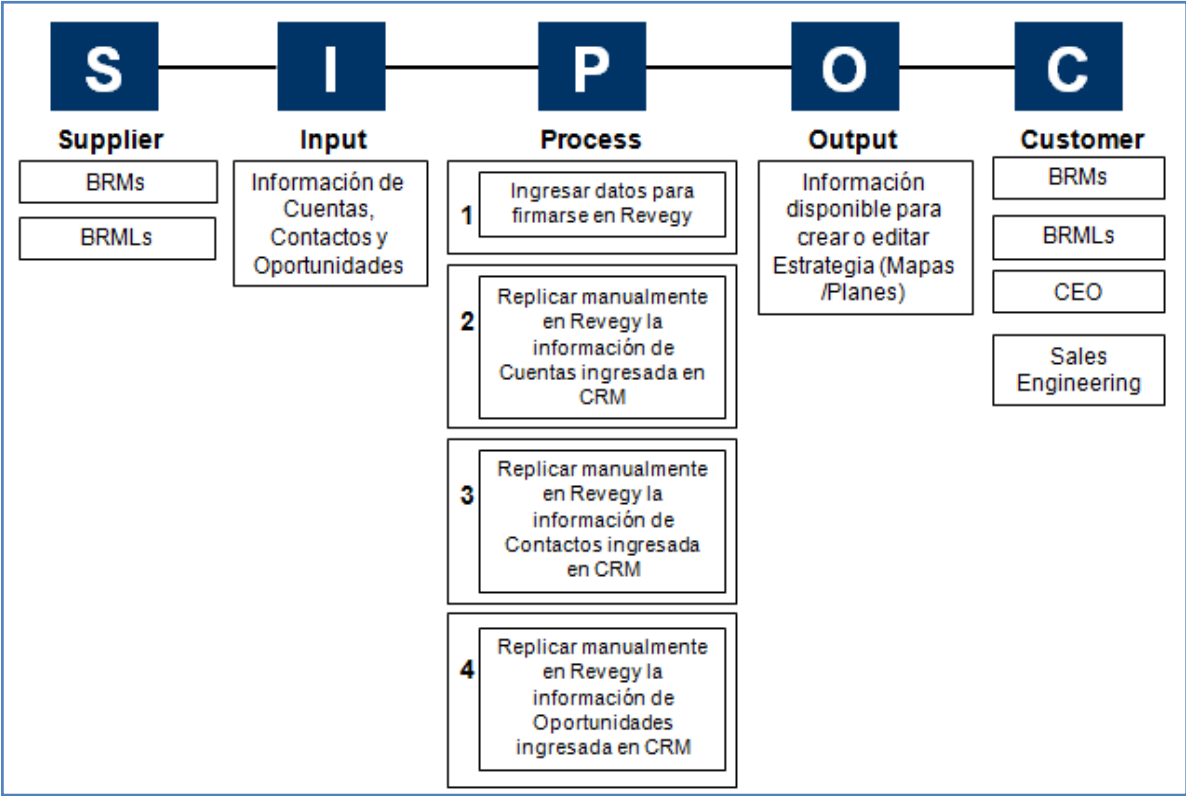 S I P O C
Supplier
BRMs
BRMLs
Input
Información de
Cuentas,
Contactos y
Oportunidades
Process
1
Ingresar datos para
firmarse en Revegy
2
Replicar manualmente
en Revegy la
información de
Cuentas ingresada en
CRM
3
Replicar manualmente
en Revegy la
información de
Contactos ingresada
en CRM
4
Replicar manualmente
en Revegy la
información de
Oportunidades
ingresada en CRM
Output
Información
disponible para
crear o editar
Estrategia (Mapas
/Planes)
Customer
BRMs
BRMLs
CEO
Sales
Engineering